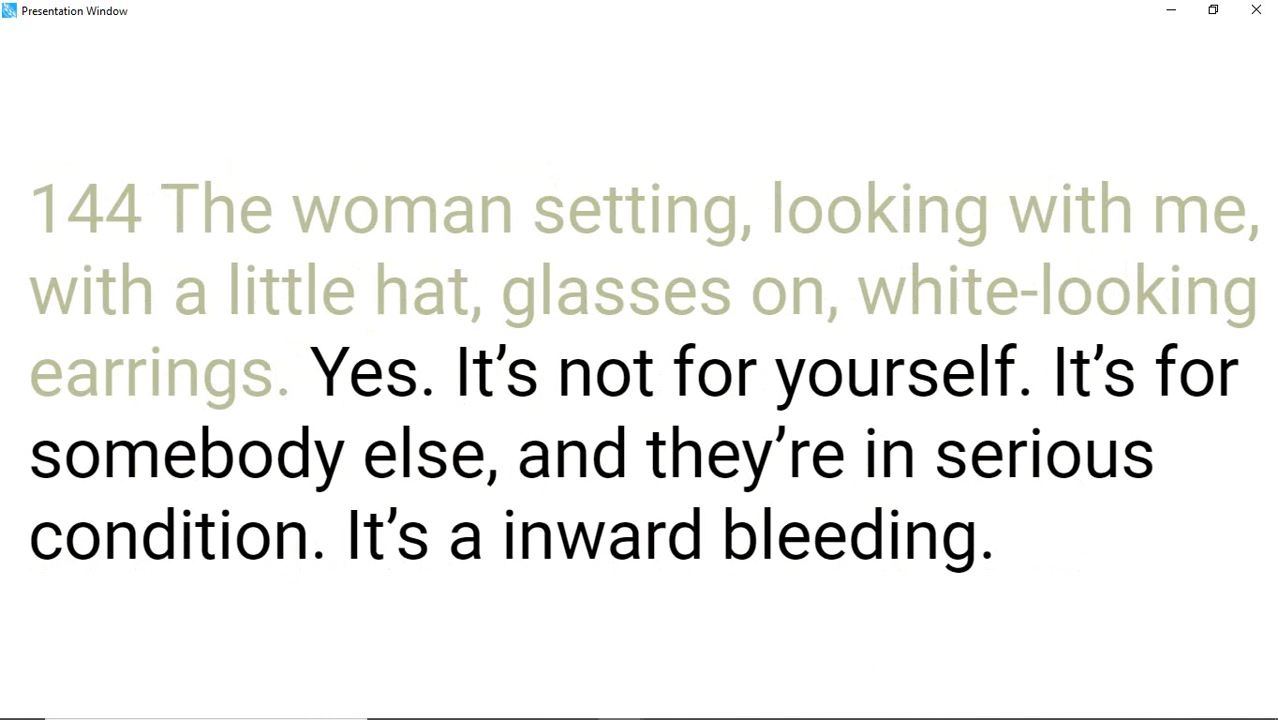 Presentation Window
144 The woman setting, looking with me,
with a little hat, glasses on, white-looking
earrings. Yes. It’s not for yourself. It’s for
somebody else, and they’re in serious
condition. It’s a inward bleeding.